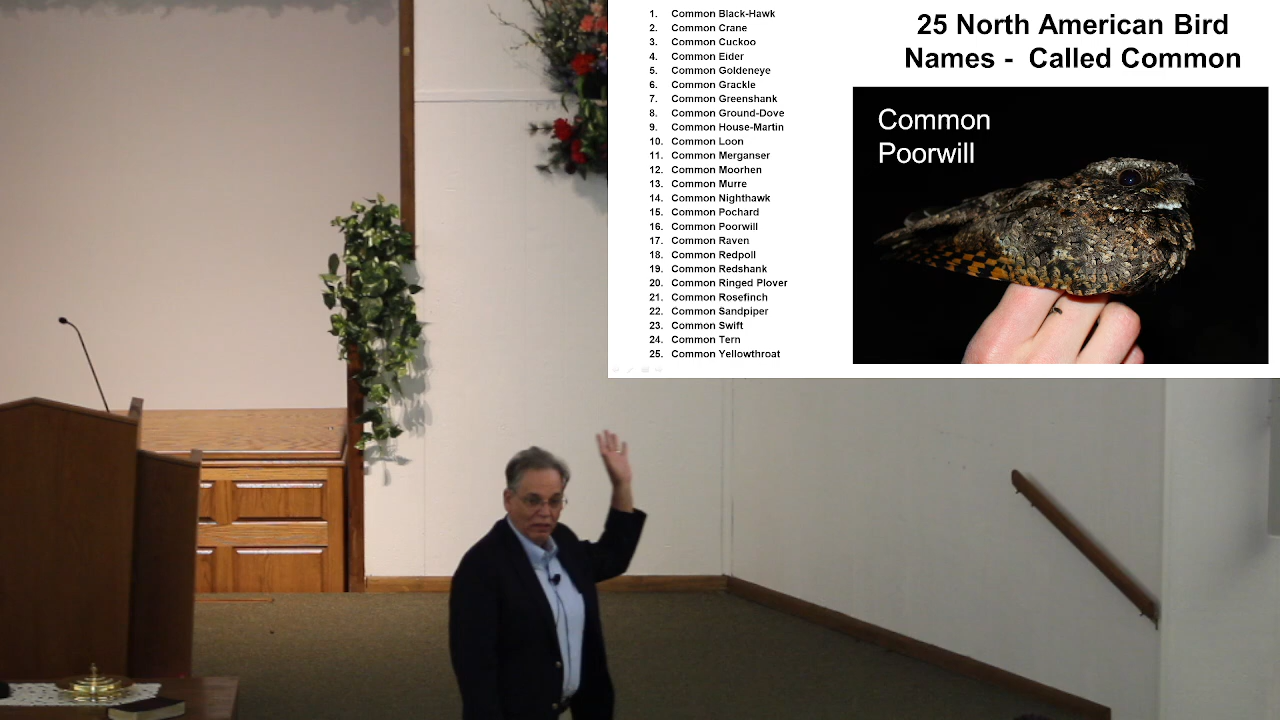 1. Common Black-Hawk
2. Common Crane
3. Common Cuckoo
4. Common Eider
5. Common Goldeneye
6. Common Grackle
7. Common Greenshank
8. Common Ground-Dove
9. Common House-Martin
10. Common Loon
11. Common Merganser
12. Common Moorhen
13. Common Murre
14. Common Nighthawk
15. Common Pochard
16. Common Poorwill
17. Common Raven
18. Common Redpoll
19. Common Redshank
20. Common Ringed Plover
21. Common Rosefinch
22. Common Sandpiper
23. Common Swift
24. Common Tern
25. Common Yellowthroat
25 North American Bird
Names - Called Common
Common
Poorwill